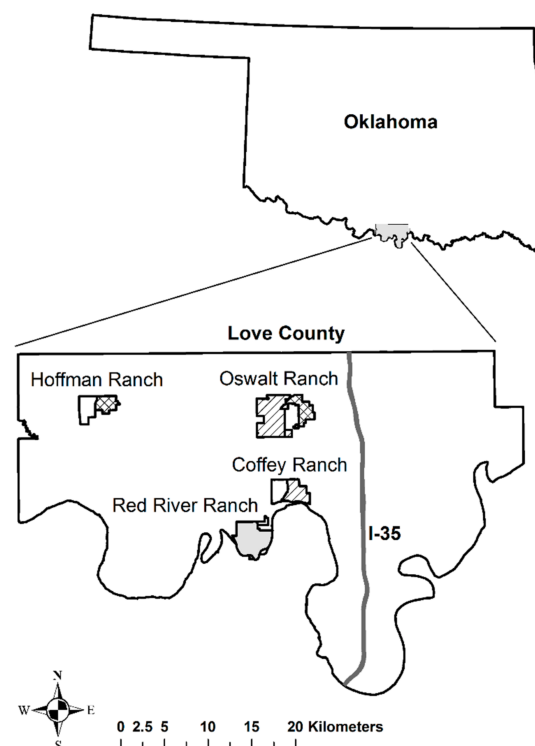 Oklahoma
Love County
Hoffman Ranch
Oswalt Ranch
Coffey Ranch
Red River Ranch
I-35
N
W E
S
0 2.5 5 10 15 20 Kilometers